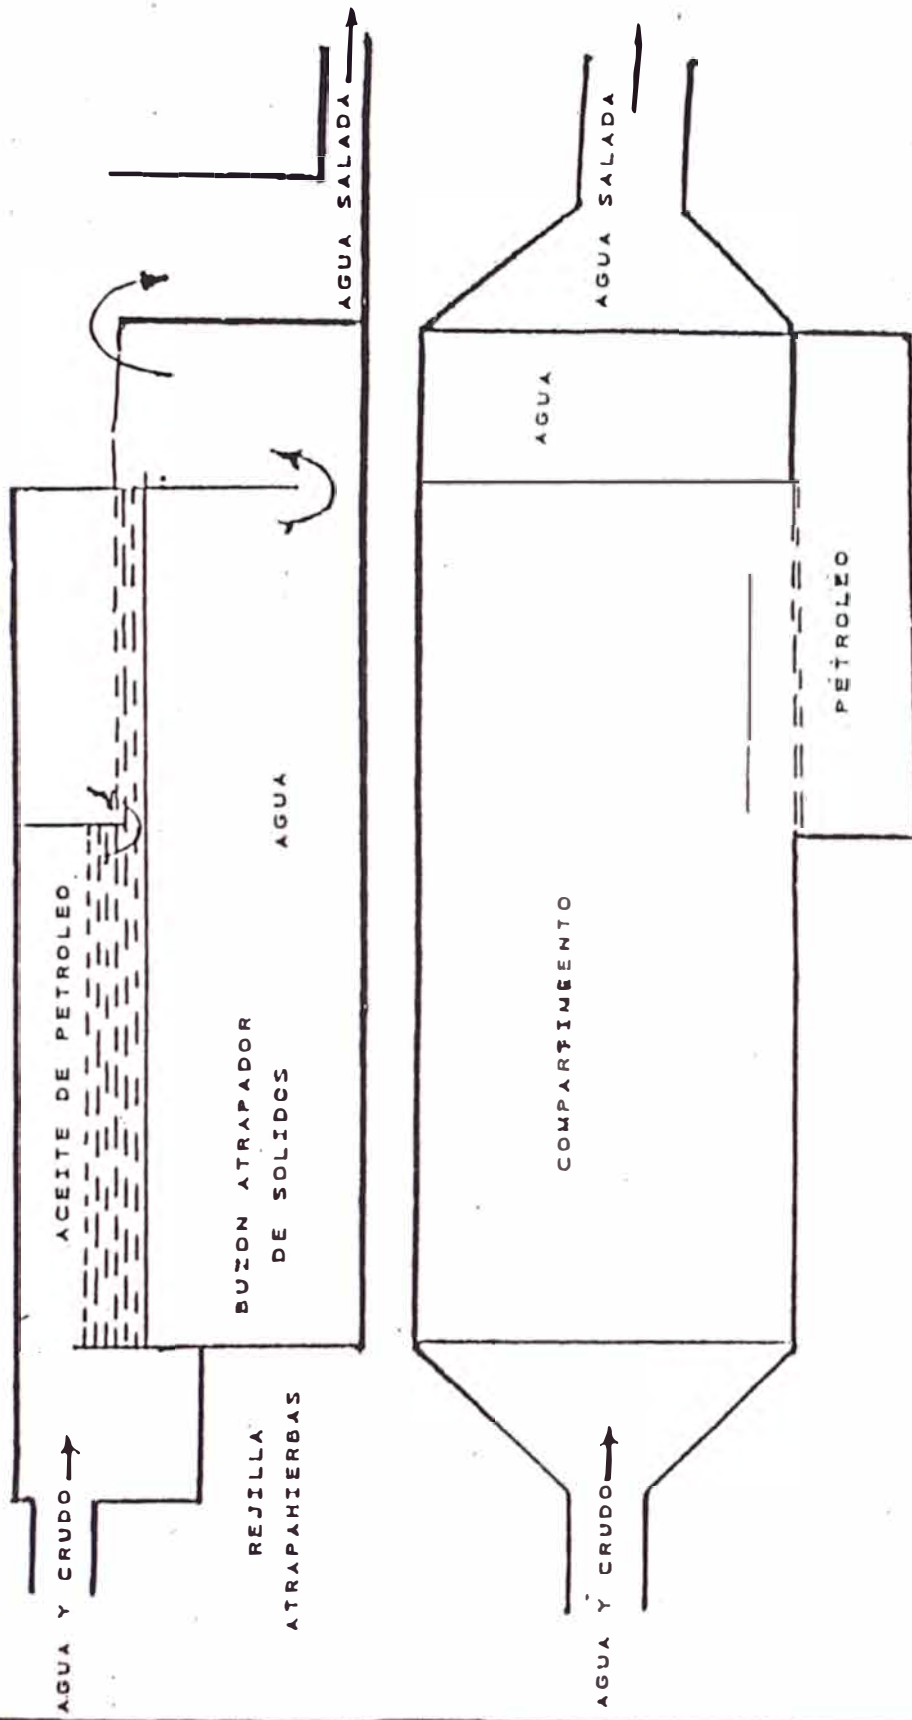 AGUA Y CRUDO
ACEITE DE PETROLEO
REJILLA
ATRAPAHIERBAS
BUZON ATRAPADOR
DE SOLIDOS
AGUA
AGUA SALADA
AGUA Y CRUDO
COMPARTIMENTO
AGUA
AGUA SALADA
PETROLEO